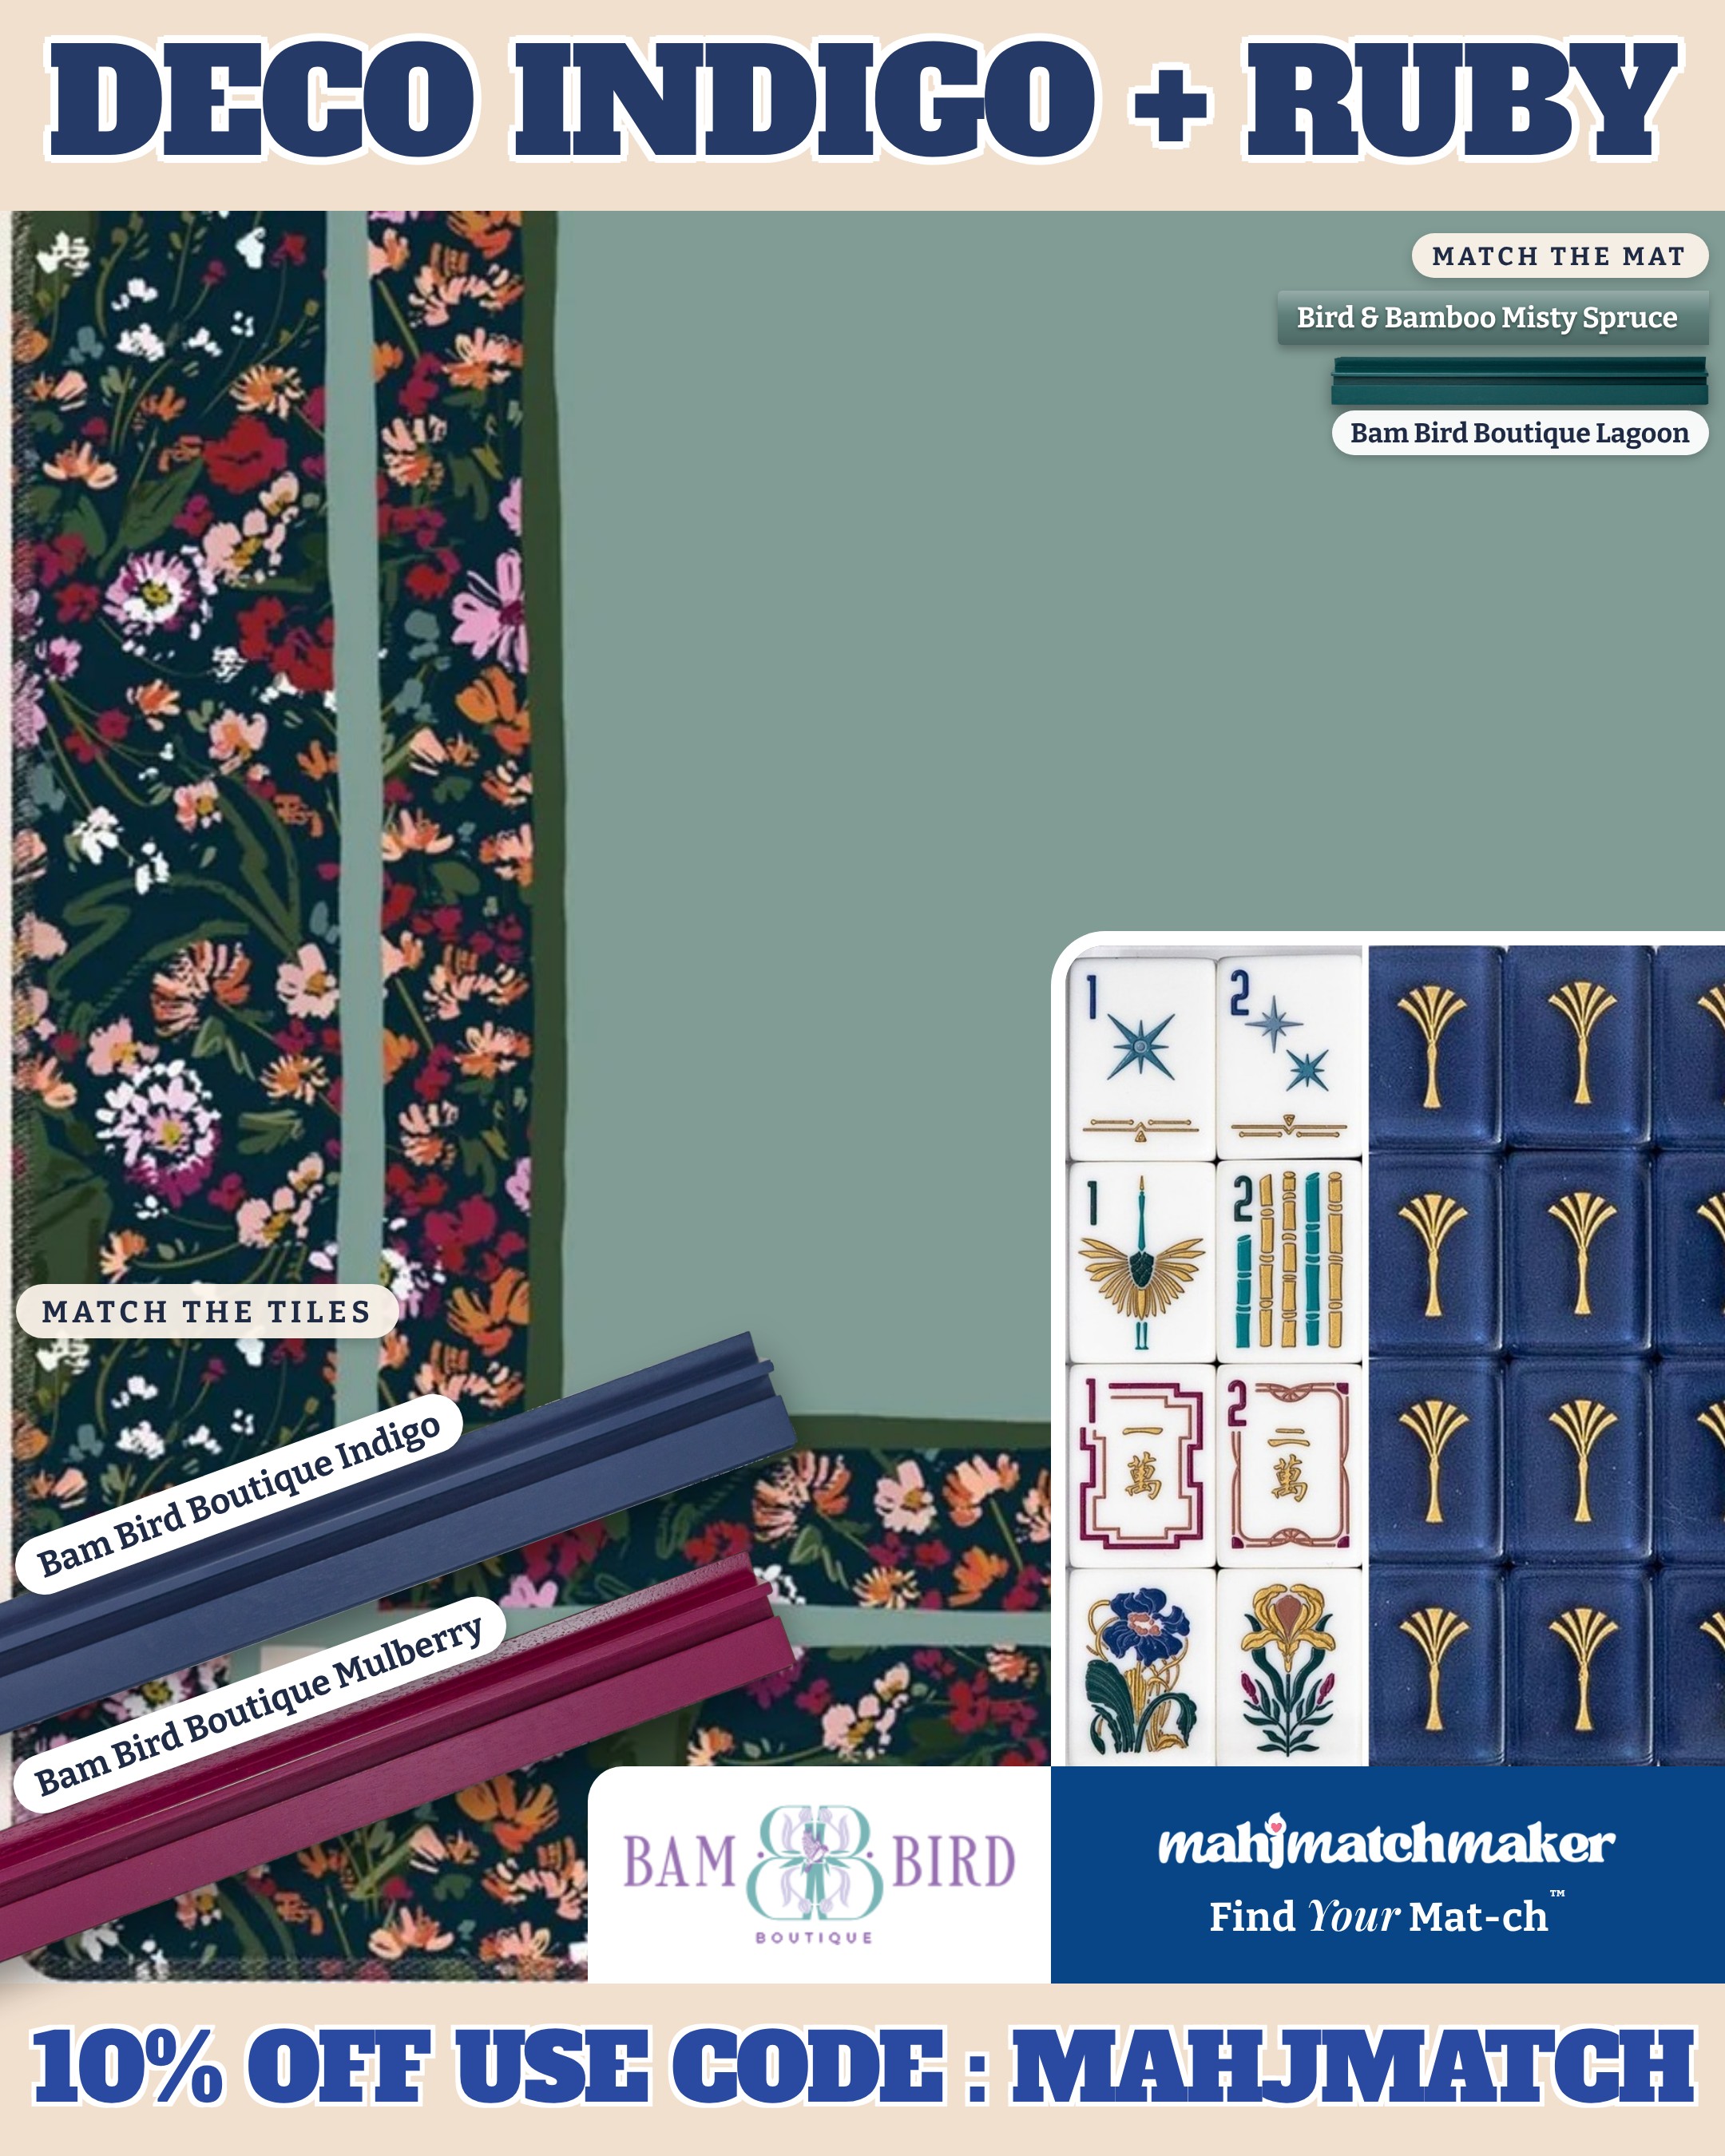 DECO INDIGO + RUBY
MATCH THE MAT
Bird & Bamboo Misty Spruce
Bam Bird Boutique Lagoon
MATCH THE TILES
Bam Bird Boutique Indigo
Bam Bird Boutique Mulberry
1 2
1 2
1 2
一萬 二萬
BAM BIRD
BOUTIQUE
mahjmatchmaker
Find Your Mat-ch™
10% OFF USE CODE : MAHJMATCH